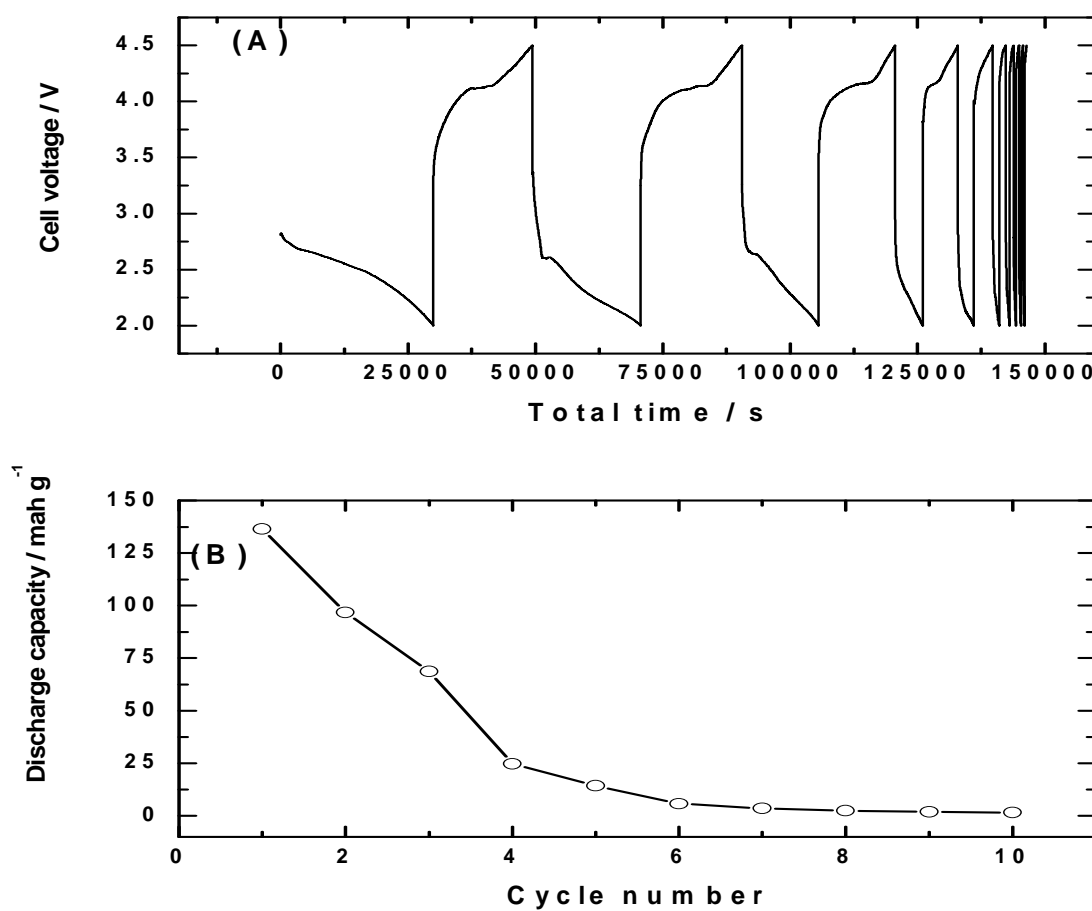 (A)
Cell voltage / V
4.5
4.0
3.5
3.0
2.5
2.0
0 25000 50000 75000 100000 125000 150000
Total time / s
(B)
Discharge capacity / mah g-1
150
125
100
75
50
25
0
0 2 4 6 8 10
Cycle number